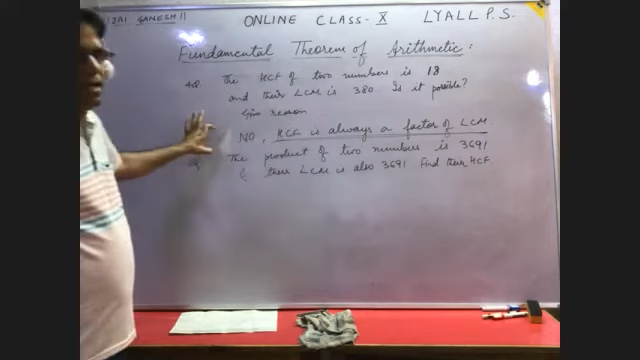 JAI GANESH ||
ONLINE CLASS-X LYALL P.S.
Fundamental Theorem of Arithmetic:
The HCF of two numbers is 18
and their LCM is 380. Is it possible?
Give reason
NO, HCF is always a factor of LCM.
Q. The product of two numbers is 3691
& their LCM is also 3691 Find their HCF.